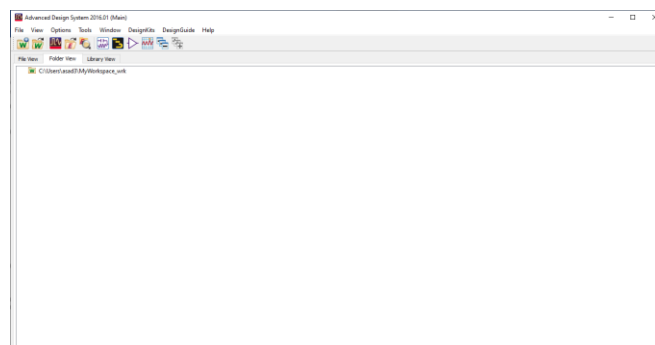 Advanced Design System 2016.01 (Main)
File View Options Tools Window DesignKits DesignGuide Help
File View Folder View Library View
C:\Users\asad3\MyWorkspace_wrk